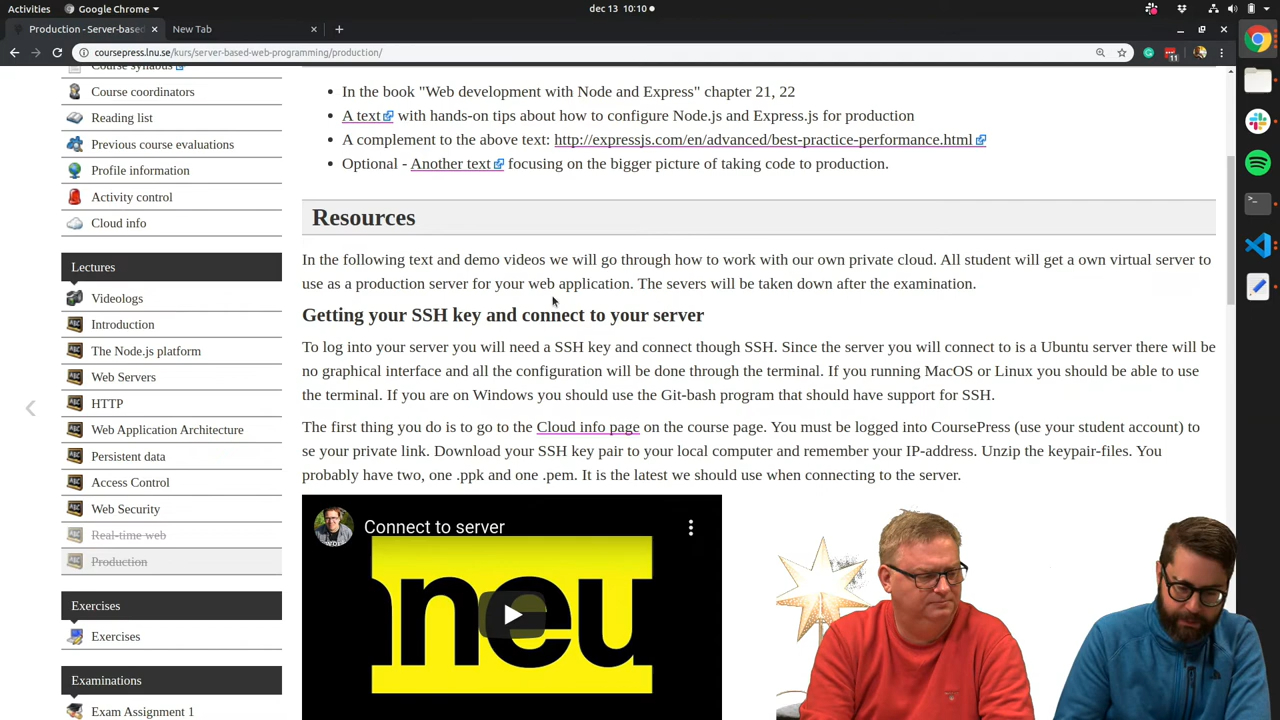 Activities
Google Chrome
dec 13 10:10
Production - Server-based
New Tab
coursepress.lnu.se/kurs/server-based-web-programming/production/
11
Course syllabus
Course coordinators
Reading list
Previous course evaluations
Profile information
Activity control
Cloud info
Lectures
Videologs
Introduction
The Node.js platform
Web Servers
HTTP
Web Application Architecture
Persistent data
Access Control
Web Security
Real-time web
Production
Exercises
Exercises
Examinations
Exam Assignment 1
In the book "Web development with Node and Express" chapter 21, 22
A text with hands-on tips about how to configure Node.js and Express.js for production
A complement to the above text: http://expressjs.com/en/advanced/best-practice-performance.html
Optional - Another text focusing on the bigger picture of taking code to production.
Resources
In the following text and demo videos we will go through how to work with our own private cloud. All student will get a own virtual server to
use as a production server for your web application. The severs will be taken down after the examination.
Getting your SSH key and connect to your server
To log into your server you will need a SSH key and connect though SSH. Since the server you will connect to is a Ubuntu server there will be
no graphical interface and all the configuration will be done through the terminal. If you running MacOS or Linux you should be able to use
the terminal. If you are on Windows you should use the Git-bash program that should have support for SSH.
The first thing you do is to go to the Cloud info page on the course page. You must be logged into CoursePress (use your student account) to
se your private link. Download your SSH key pair to your local computer and remember your IP-address. Unzip the keypair-files. You
probably have two, one .ppk and one .pem. It is the latest we should use when connecting to the server.
Connect to server
neu